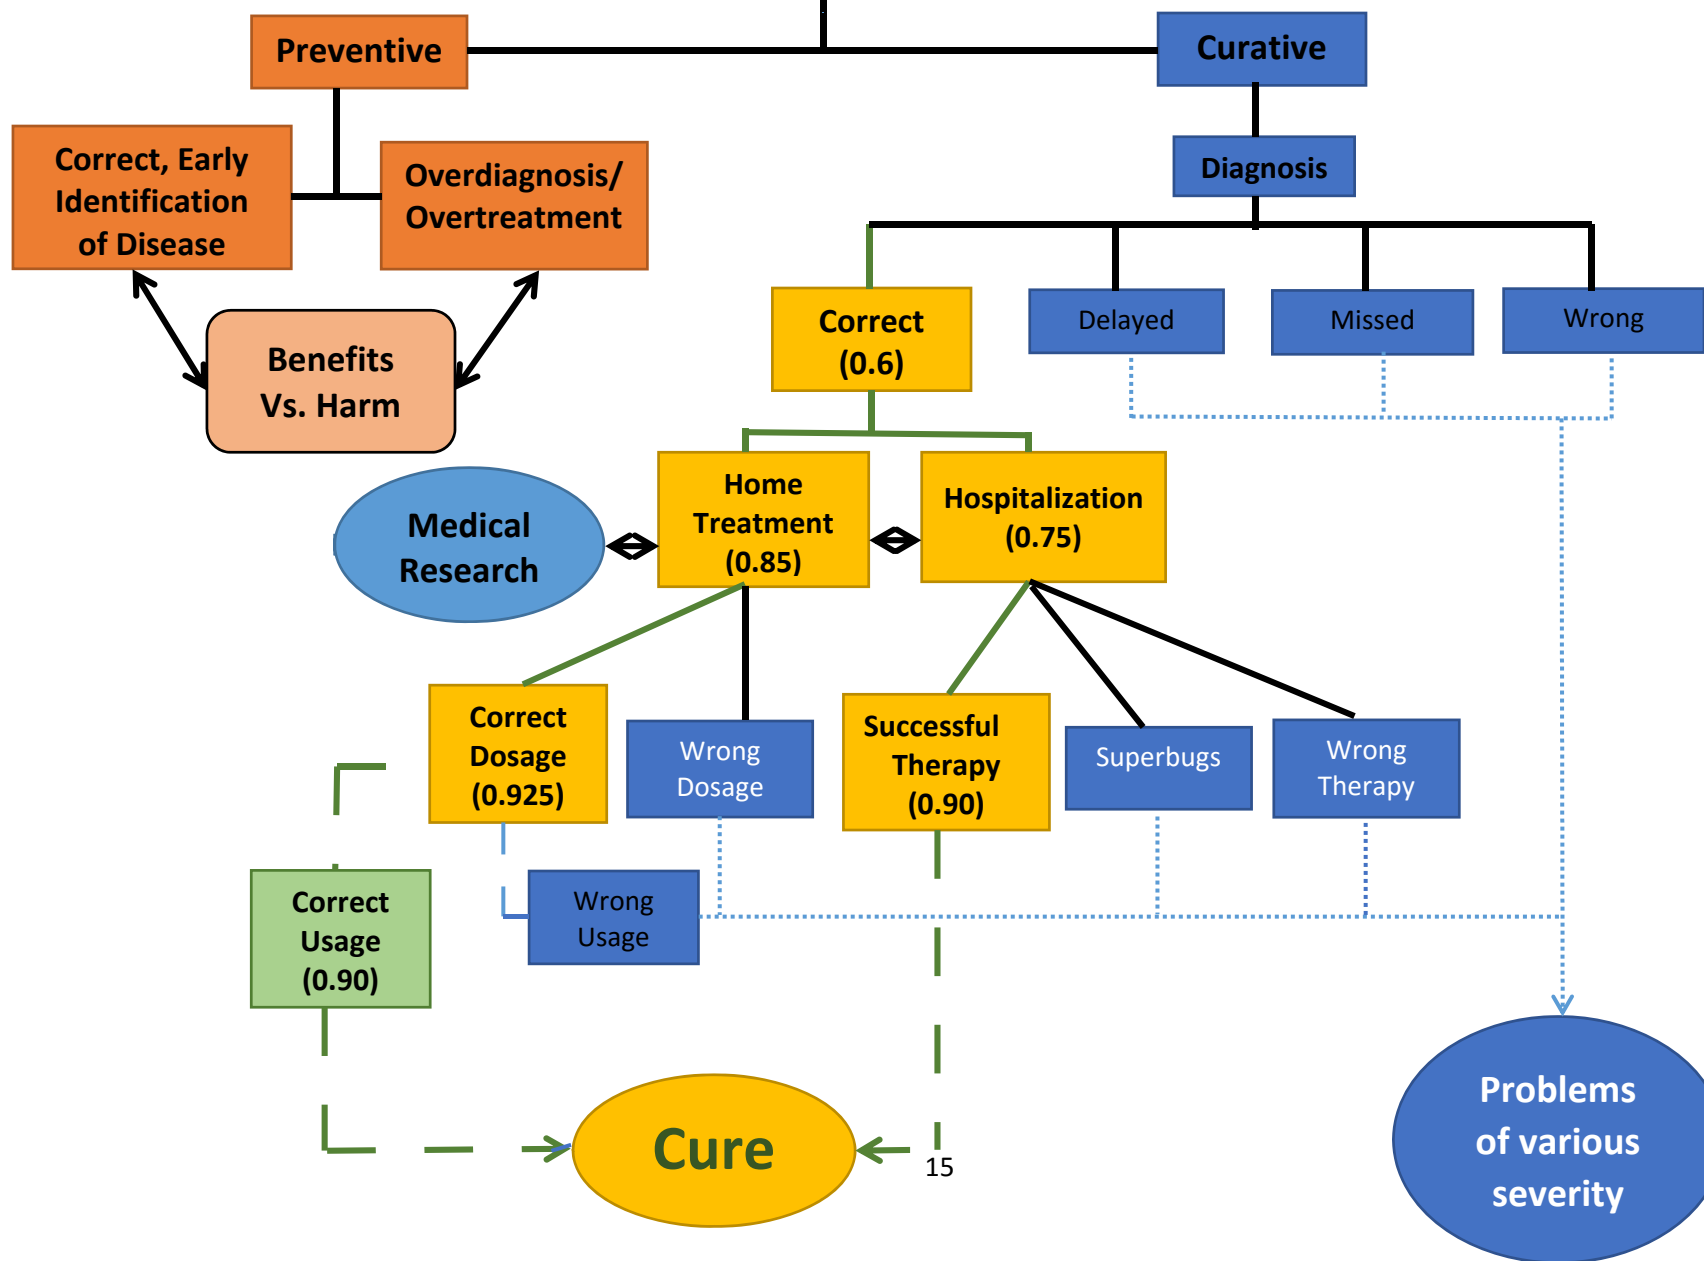 Preventive
Curative
Correct, Early
Identification
of Disease
Overdiagnosis/
Overtreatment
Diagnosis
Benefits
Vs. Harm
Correct
(0.6)
Delayed
Missed
Wrong
Medical
Research
Home
Treatment
(0.85)
Hospitalization
(0.75)
Correct
Dosage
(0.925)
Wrong
Dosage
Successful
Therapy
(0.90)
Superbugs
Wrong
Therapy
Correct
Usage
(0.90)
Wrong
Usage
Cure
15
Problems
of various
severity